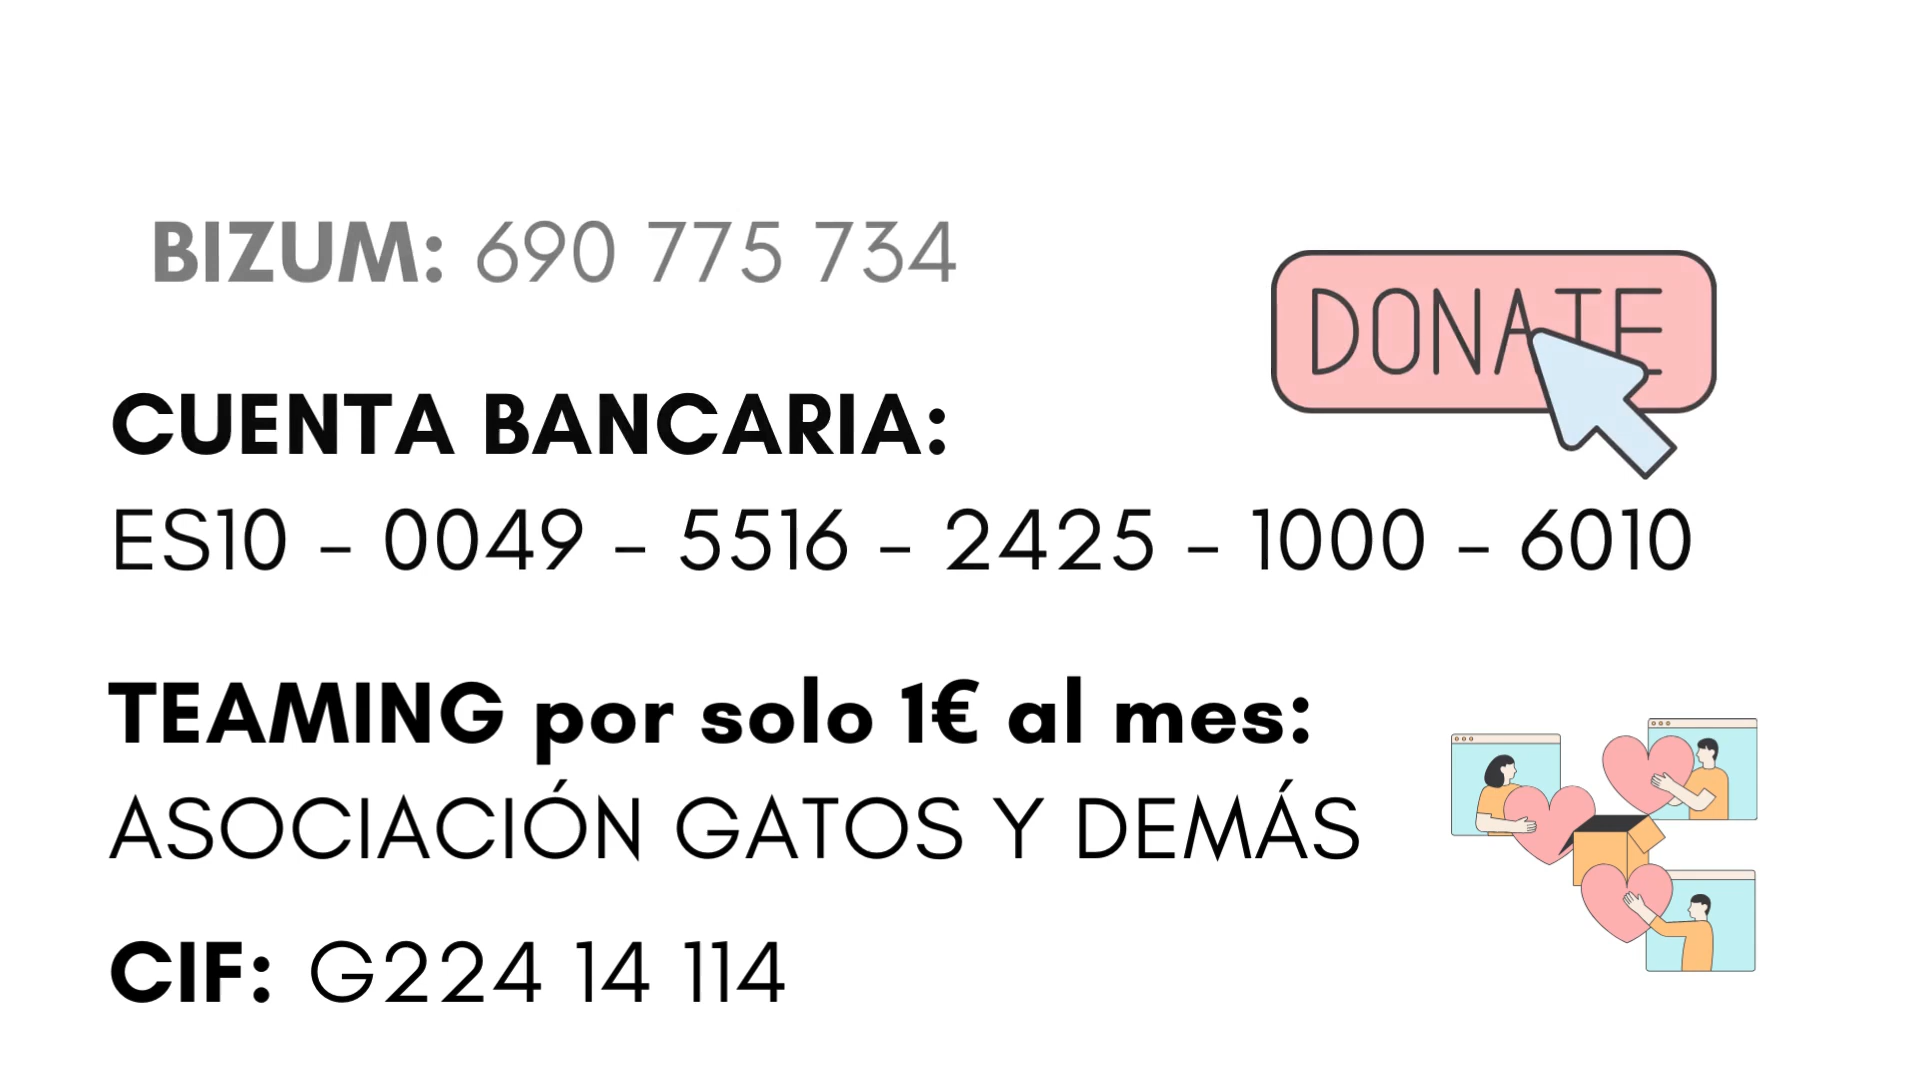 BIZUM: 690 775 734
DONATE
CUENTA BANCARIA:
ES10 – 0049 – 5516 – 2425 – 1000 – 6010
TEAMING por solo 1€ al mes:
ASOCIACIÓN GATOS Y DEMÁS
CIF: G224 14 114